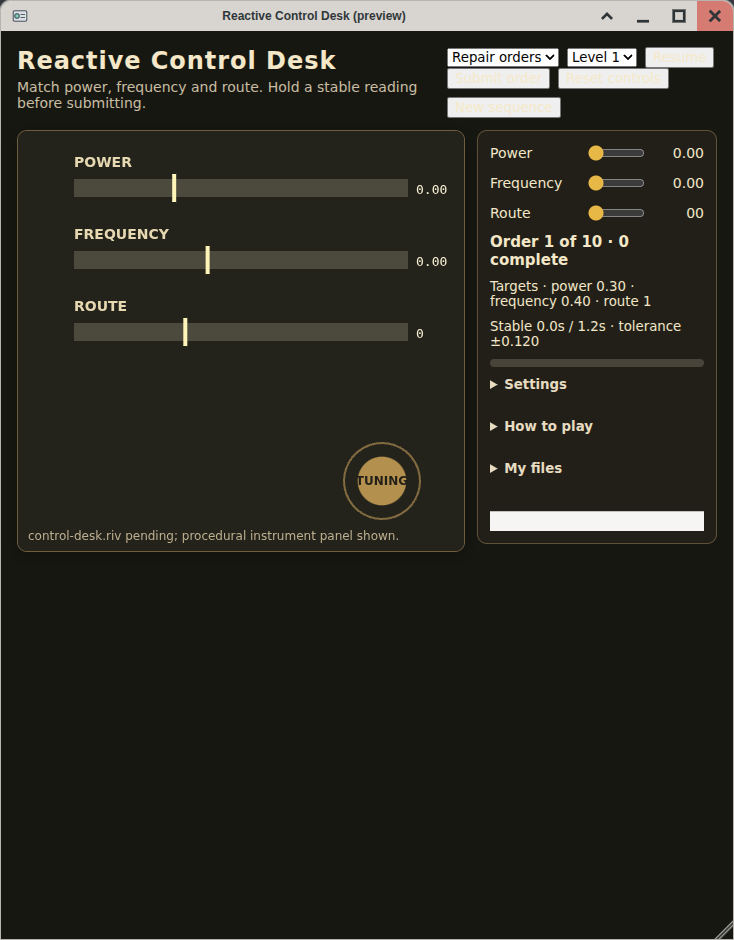 Reactive Control Desk (preview)
Reactive Control Desk
Match power, frequency and route. Hold a stable reading
before submitting.
Repair orders Level 1 Resume
Submit order Reset controls
New sequence
POWER
0.00
FREQUENCY
0.00
ROUTE
0
TUNING
control-desk.riv pending; procedural instrument panel shown.
Power 0.00
Frequency 0.00
Route 00
Order 1 of 10 · 0
complete
Targets · power 0.30 ·
frequency 0.40 · route 1
Stable 0.0s / 1.2s · tolerance
±0.120
Settings
How to play
My files